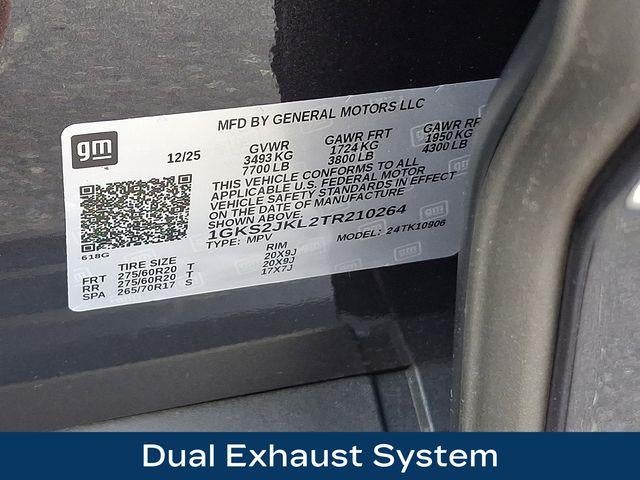 MFD BY GENERAL MOTORS LLC
gm
12/25 GVWR GAWR FRT GAWR RR
3493 KG 1724 KG 1950 KG
7700 LB 3800 LB 4300 LB
THIS VEHICLE CONFORMS TO ALL
APPLICABLE U.S. FEDERAL MOTOR
VEHICLE SAFETY STANDARDS IN EFFECT
ON THE DATE OF MANUFACTURE
SHOWN ABOVE.
1GKS2JKL2TR210264
TYPE: MPV MODEL: 24TK10906
618G
TIRE SIZE RIM
FRT 275/60R20 T 20X9J
RR 275/60R20 T 20X9J
SPA 265/70R17 S 17X7J
Dual Exhaust System